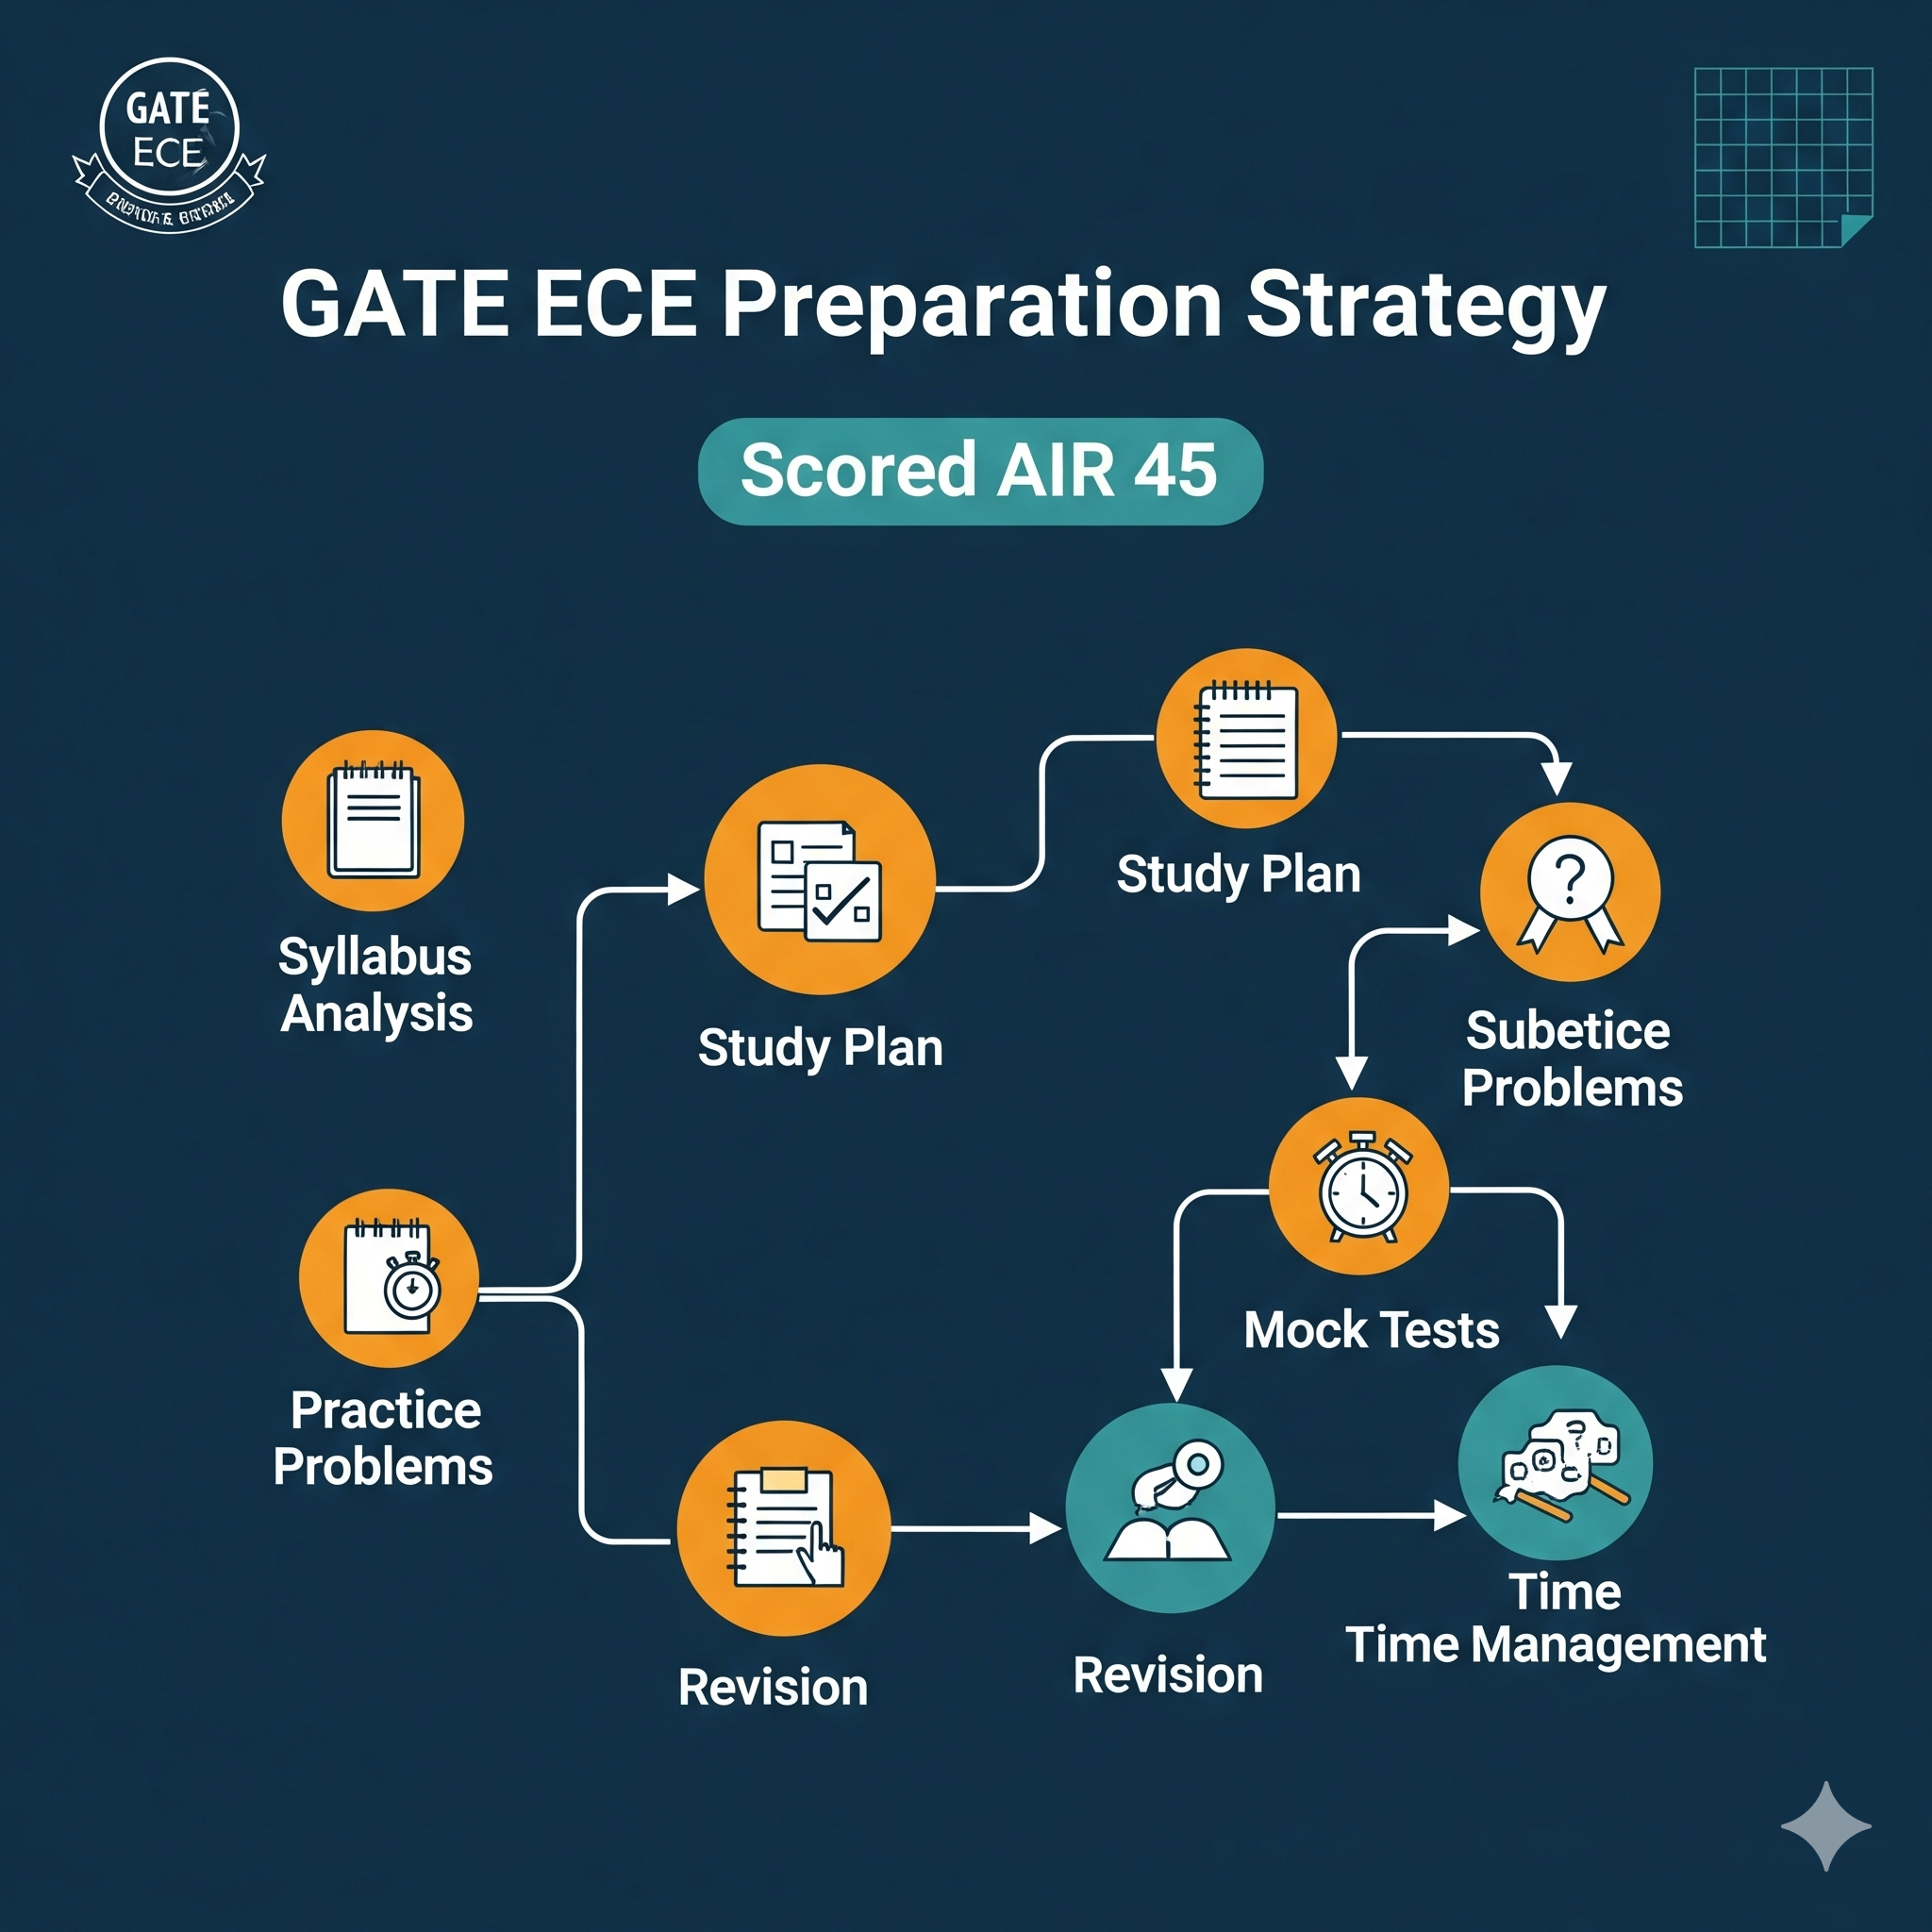 GATE
ECE
GATE ECE Preparation Strategy
Scored AIR 45
Syllabus
Analysis
Study Plan
Study Plan
Subetice
Problems
Mock Tests
Practice
Problems
Revision
Revision
Time
Time Management